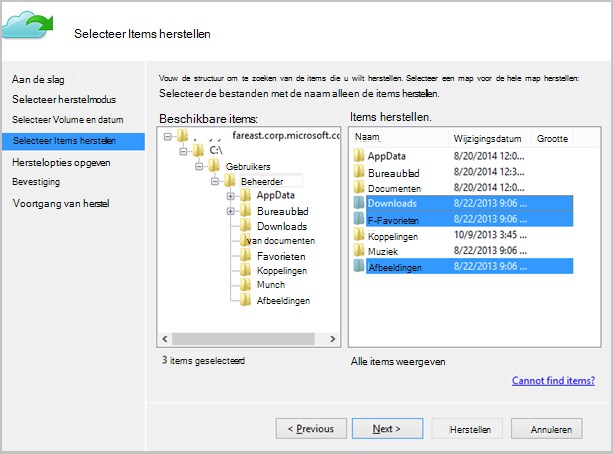 Selecteer Items herstellen
Aan de slag
Selecteer herstelmodus
Selecteer Volume en datum
Selecteer Items herstellen
Herstelopties opgeven
Bevestiging
Voortgang van herstel
Vouw de structuur om te zoeken van de items die u wilt herstellen. Selecteer een map voor de hele map herstellen:
Selecteer de bestanden met de naam alleen de items herstellen.
Beschikbare items:
fareast.corp.microsoft.cc
C:\
Gebruikers
Beheerder
AppData
Bureaublad
Downloads
van documenten
Favorieten
Koppelingen
Munch
Afbeeldingen
3 items geselecteerd
Items herstellen.
Naam Wijzigingsdatum Grootte
AppData 8/20/2014 12:0...
Bureaublad 8/20/2014 12:3...
Documenten 8/20/2014 12:0...
Downloads 8/22/2013 9:06 ...
F-Favorieten 8/22/2013 9:06 ...
Koppelingen 10/9/2013 3:45 ...
Muziek 8/22/2013 9:06 ...
Afbeeldingen 8/22/2013 9:06 ...
Alle items weergeven
Cannot find items?
< Previous Next > Herstellen Annuleren